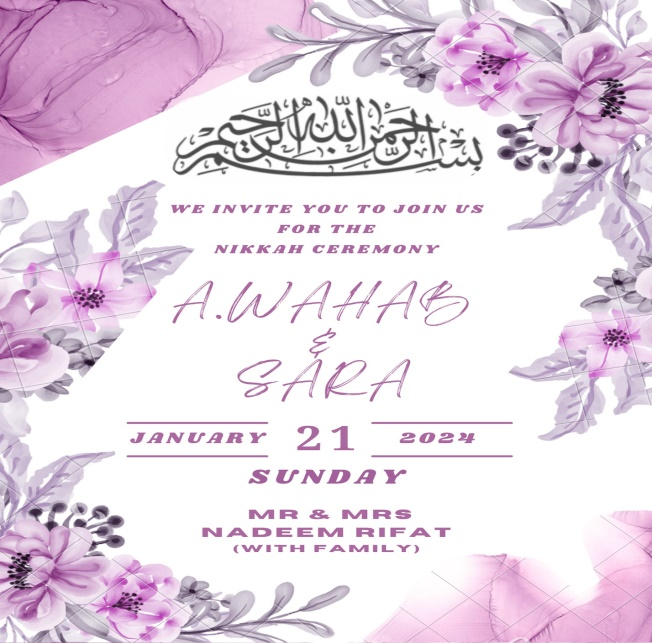 بسم الله الرحمن الرحيم
WE INVITE YOU TO JOIN US
FOR THE
NIKKAH CEREMONY
A.WAHAB
&
SARA
JANUARY 21 2024
SUNDAY
MR & MRS
NADEEM RIFAT
(WITH FAMILY)